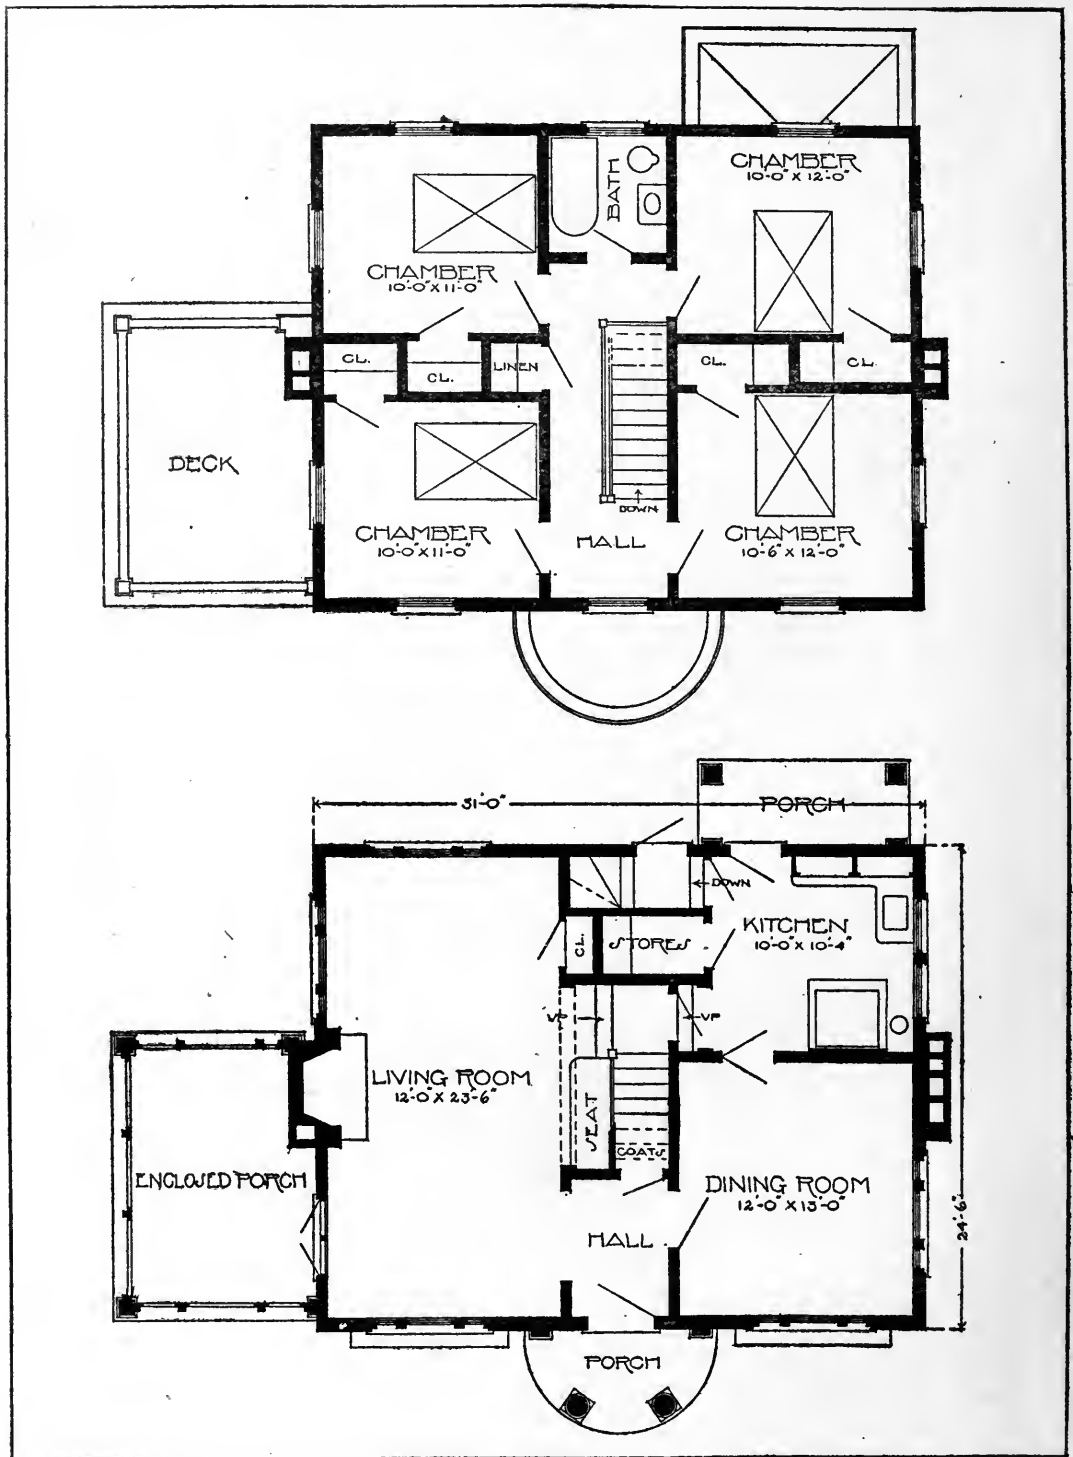 CHAMBER
10'-0" X 12'-0"
BATH
CHAMBER
10'-0" X 11'-0"
CL.
CL.
LINEN
CL.
CL.
DECK
DOWN
CHAMBER
10'-0" X 11'-0"
HALL
CHAMBER
10'-6" X 12'-0"
31'-0"
PORCH
DOWN
KITCHEN
10'-0" X 10'-4"
CL.
STORES
UP
UP
LIVING ROOM
12'-0" X 23'-6"
SEAT
COATS
ENCLOSED PORCH
DINING ROOM
12'-0" X 13'-0"
HALL
24'-6"
PORCH